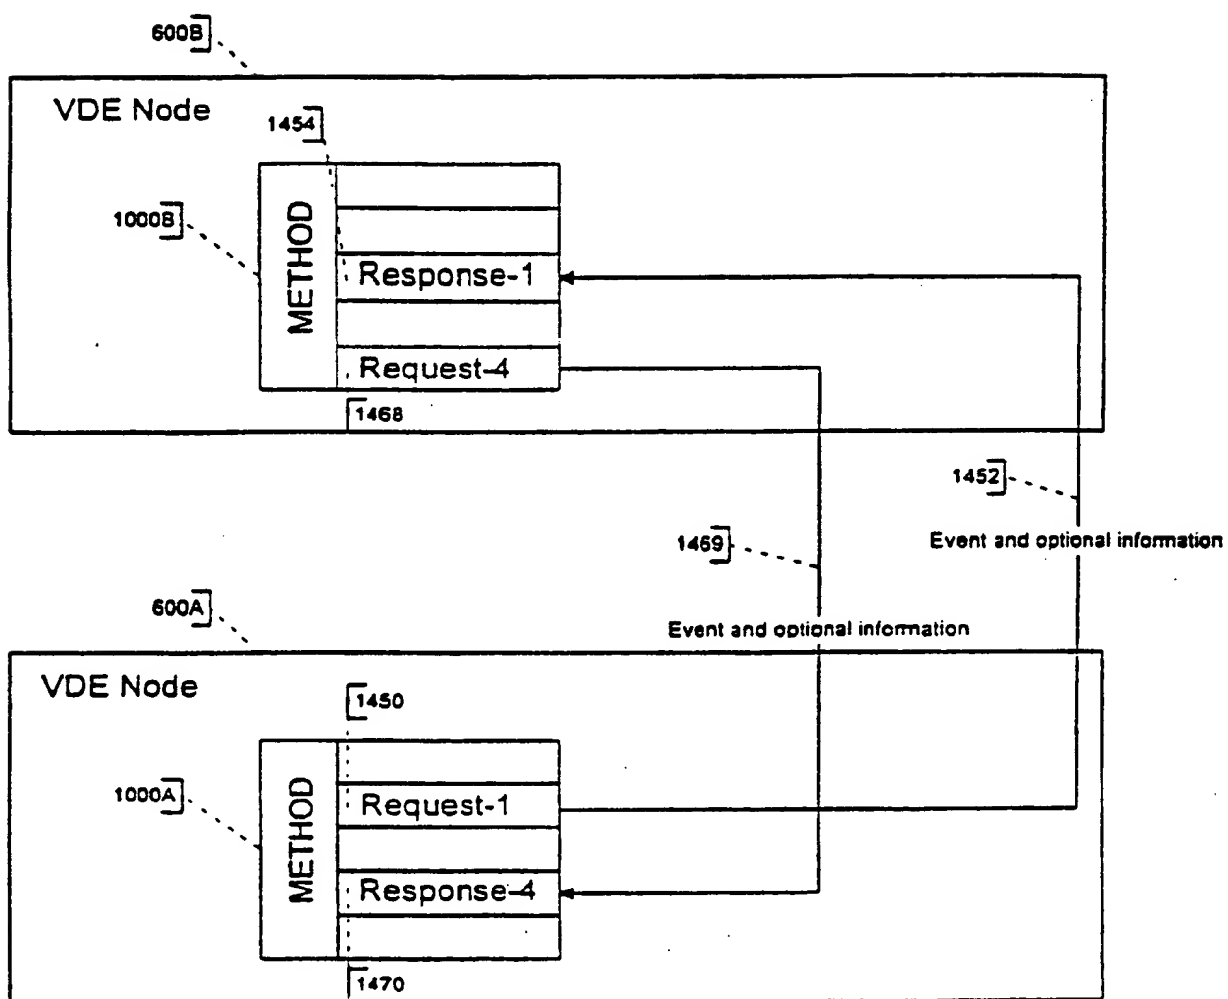 600B
VDE Node
1454
1000B
METHOD
Response-1
Request-4
1468
1452
Event and optional information
1469
Event and optional information
600A
VDE Node
1450
1000A
METHOD
Request-1
Response-4
1470